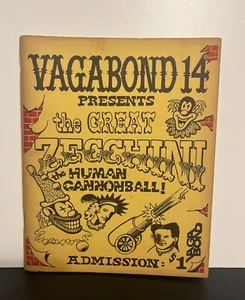 VAGABOND 14
PRESENTS
the GREAT
ZECCHINI
the HUMAN
CANNONBALL!
ADMISSION: $1